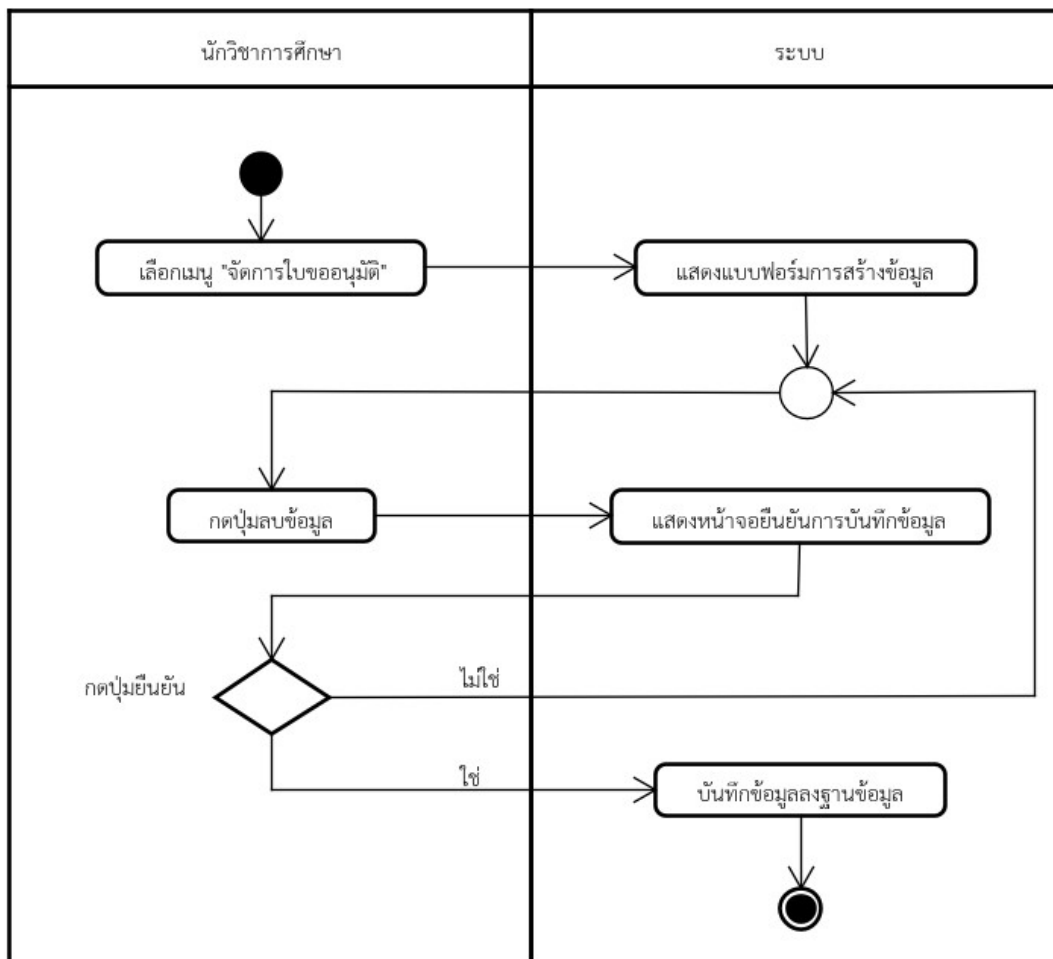 นักวิชาการศึกษา
ระบบ
เลือกเมนู "จัดการใบขออนุมัติ"
แสดงแบบฟอร์มการสร้างข้อมูล
กดปุ่มลบข้อมูล
แสดงหน้าจอยืนยันการบันทึกข้อมูล
กดปุ่มยืนยัน
ไม่ใช่
ใช่
บันทึกข้อมูลลงฐานข้อมูล